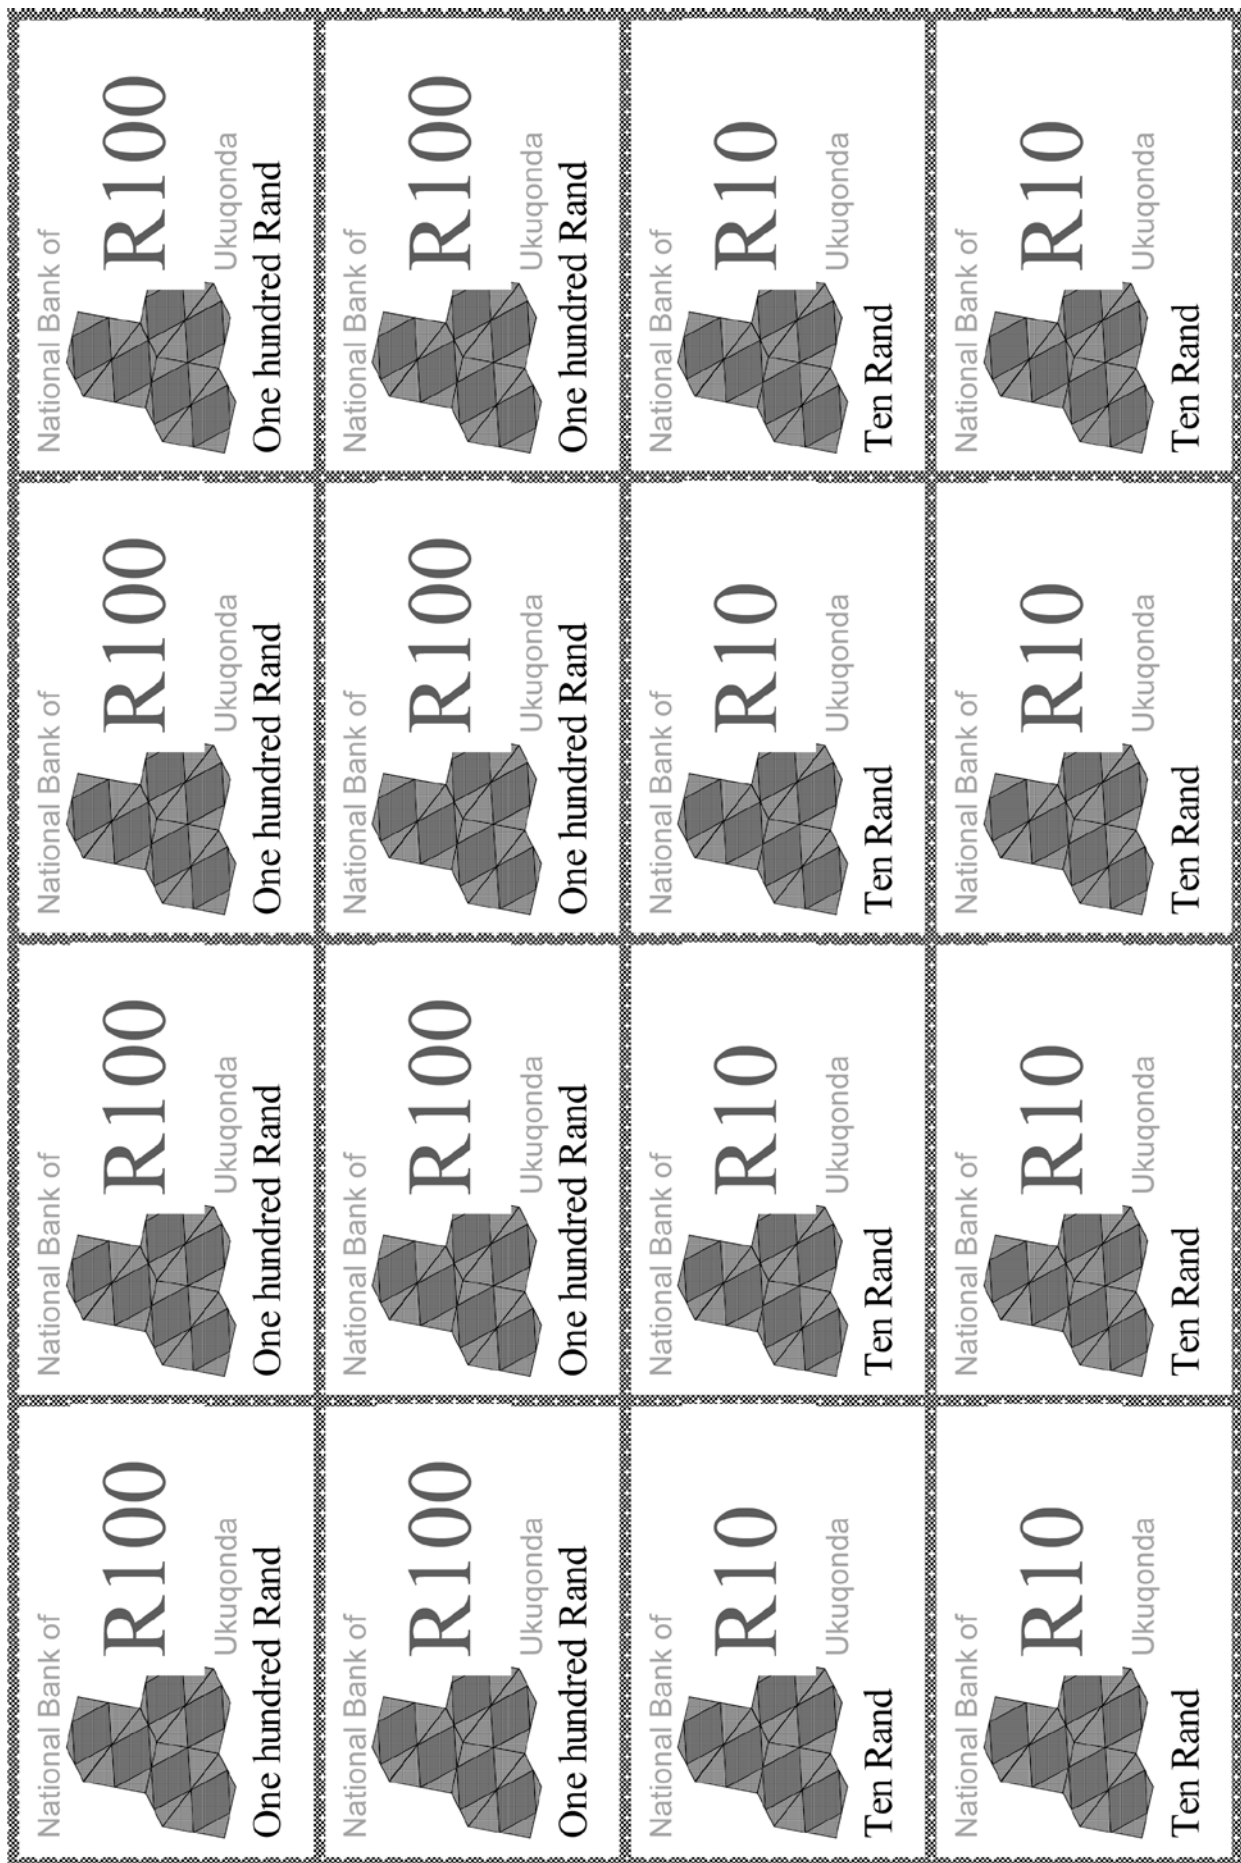 National Bank of
R100
Ukuqonda
One hundred Rand
National Bank of
R100
Ukuqonda
One hundred Rand
National Bank of
R100
Ukuqonda
One hundred Rand
National Bank of
R100
Ukuqonda
One hundred Rand
National Bank of
R100
Ukuqonda
One hundred Rand
National Bank of
R100
Ukuqonda
One hundred Rand
National Bank of
R100
Ukuqonda
One hundred Rand
National Bank of
R100
Ukuqonda
One hundred Rand
National Bank of
R10
Ukuqonda
Ten Rand
National Bank of
R10
Ukuqonda
Ten Rand
National Bank of
R10
Ukuqonda
Ten Rand
National Bank of
R10
Ukuqonda
Ten Rand
National Bank of
R10
Ukuqonda
Ten Rand
National Bank of
R10
Ukuqonda
Ten Rand
National Bank of
R10
Ukuqonda
Ten Rand
National Bank of
R10
Ukuqonda
Ten Rand